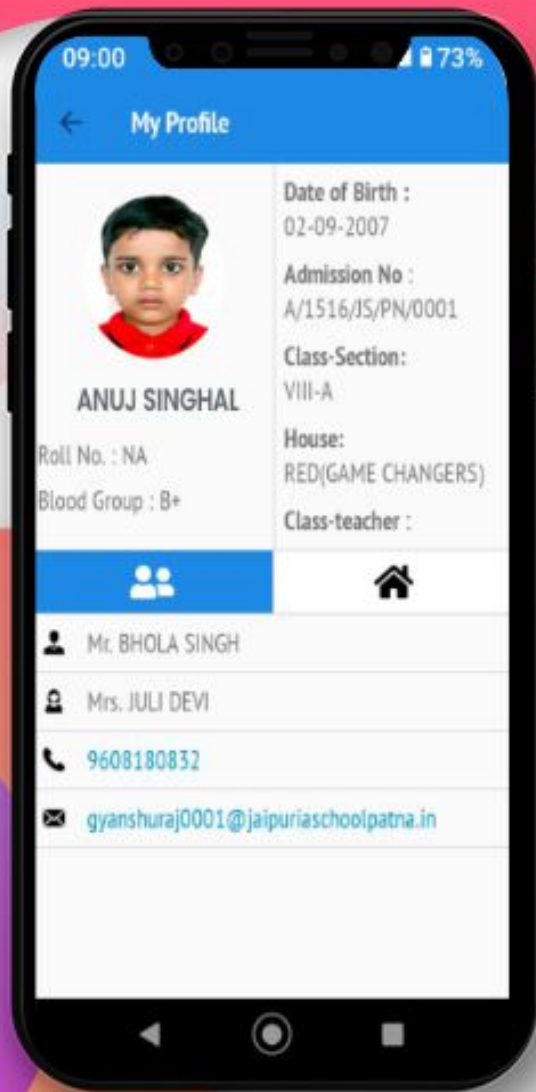 09:00
73%
My Profile
ANUJ SINGHAL
Roll No. : NA
Blood Group : B+
Date of Birth :
02-09-2007
Admission No :
A/1516/JS/PN/0001
Class-Section:
VIII-A
House:
RED(GAME CHANGERS)
Class-teacher :
Mr. BHOLA SINGH
Mrs. JULI DEVI
9608180832
gyanshuraj0001@jaipuriaschoolpatna.in